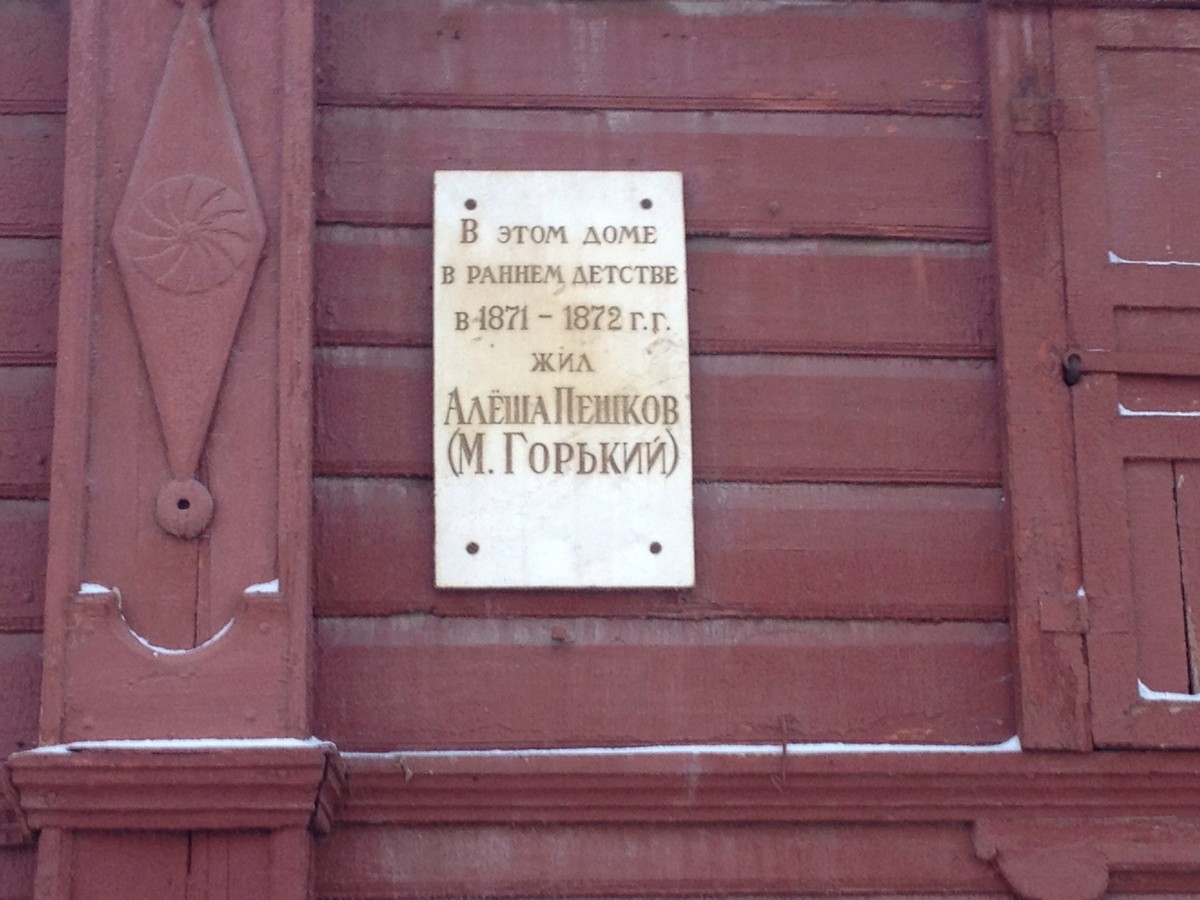 В этом доме
в раннем детстве
в 1871 – 1872 г.г.
жил
Алёша Пешков
(М. Горький)